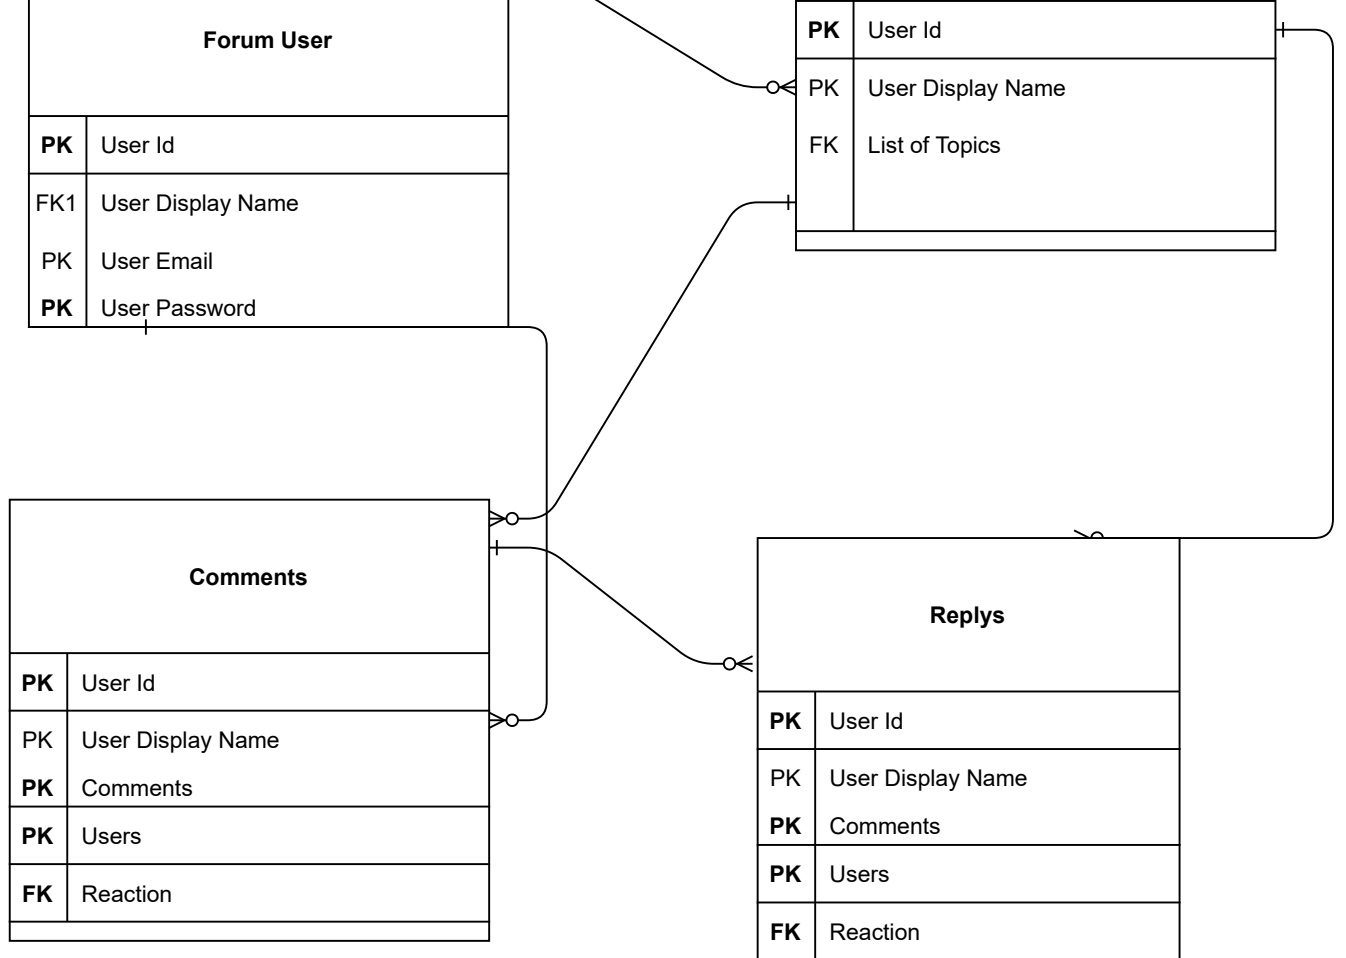 Forum User
PK User Id
FK1 User Display Name
PK User Email
PK User Password
PK User Id
PK User Display Name
FK List of Topics
Comments
PK User Id
PK User Display Name
PK Comments
PK Users
FK Reaction
Replys
PK User Id
PK User Display Name
PK Comments
PK Users
FK Reaction